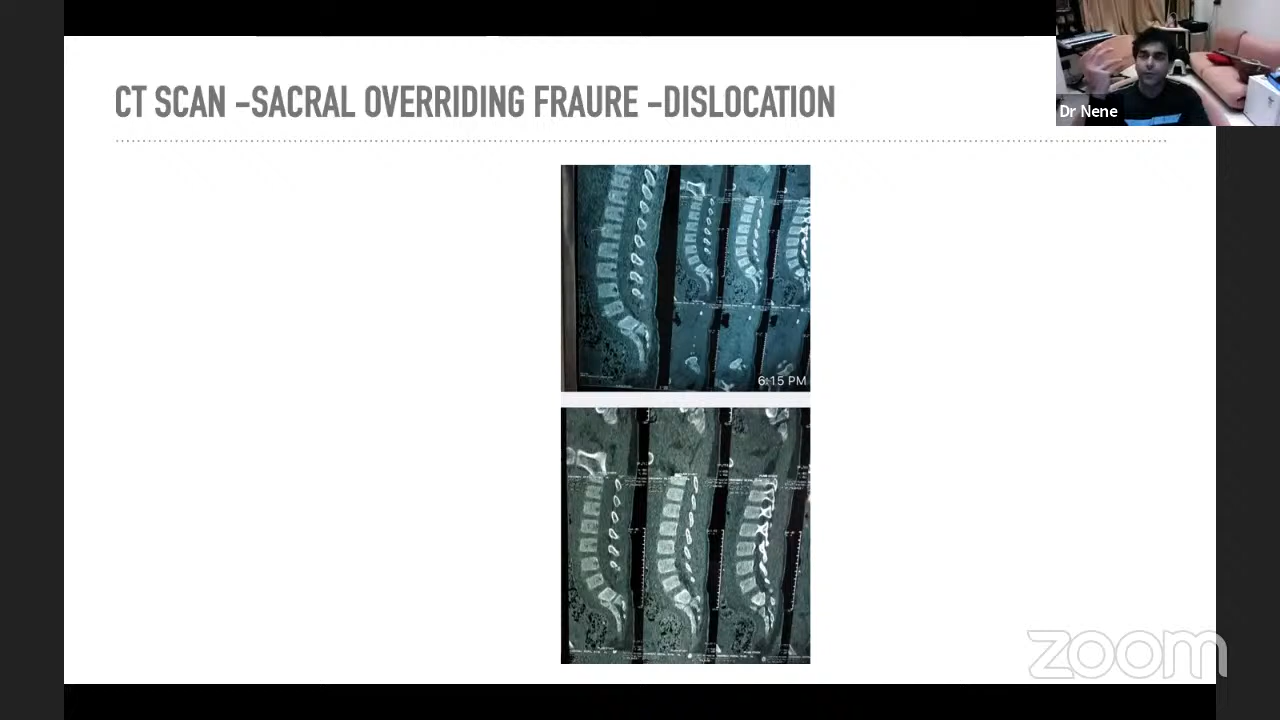 CT SCAN -SACRAL OVERRIDING FRAURE -DISLOCATION
Dr Nene
6:15 PM
zoom